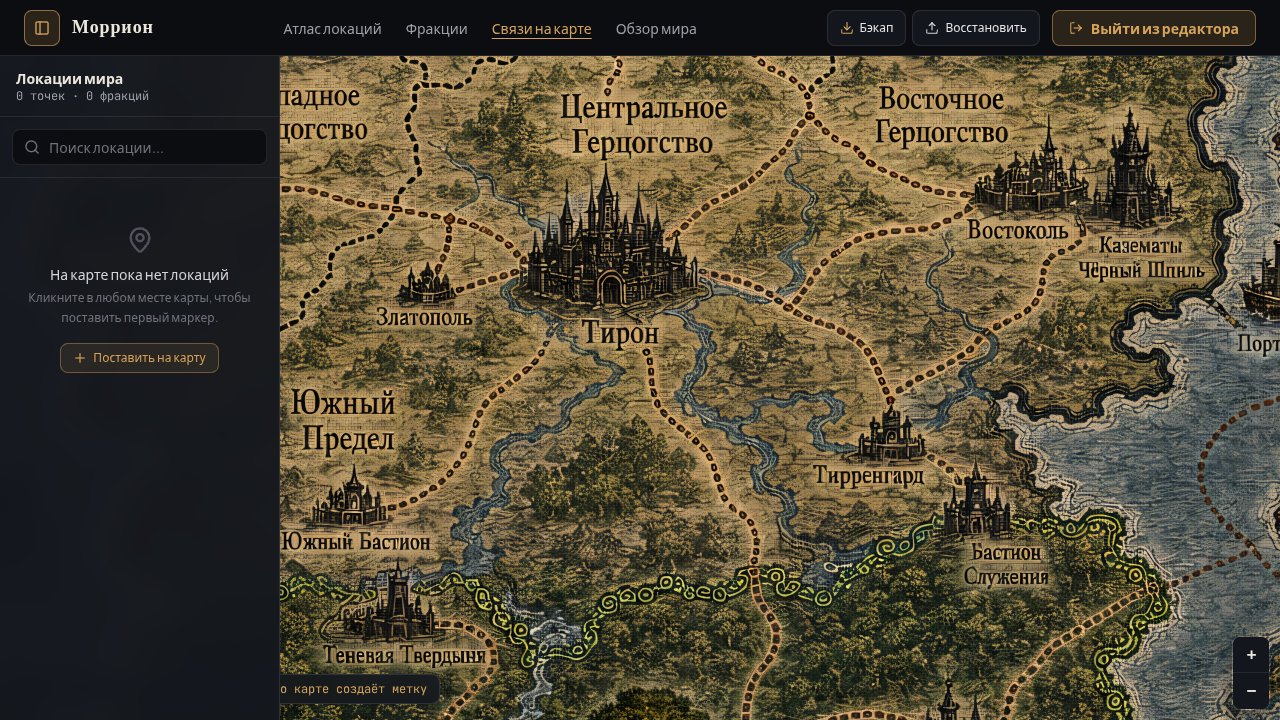 Моррион
Атлас локаций
Фракции
Связи на карте
Обзор мира
Бэкап
Восстановить
Выйти из редактора
Локации мира
0 точек · 0 фракций
Поиск локации...
На карте пока нет локаций
Кликните в любом месте карты, чтобы
поставить первый маркер.
Поставить на карту
падное
цогство
Центральное
Герцогство
Восточное
Герцогство
Востоколь
Казематы
Чёрный Шпиль
Порт
Златополь
Тирон
Южный
Предел
Тирренгард
Южный Бастион
Бастион
Служения
Теневая Твердыня
о карте создаёт метку
+
−